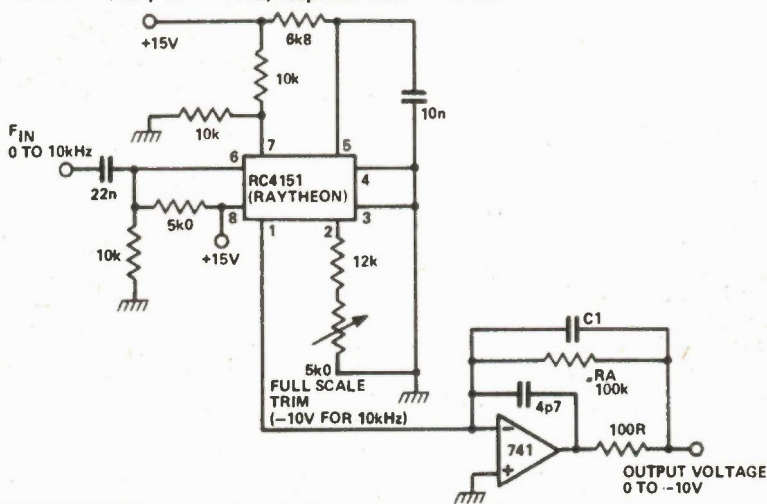 +15V
6k8
10k
10k
10n
FIN
0 TO 10kHz
22n
7
5
6
4
RC4151
(RAYTHEON)
8
3
5k0
+15V
1
2
10k
12k
5k0
FULL SCALE
TRIM
(−10V FOR 10kHz)
C1
RA
100k
4p7
−
741
+
100R
OUTPUT VOLTAGE
0 TO -10V